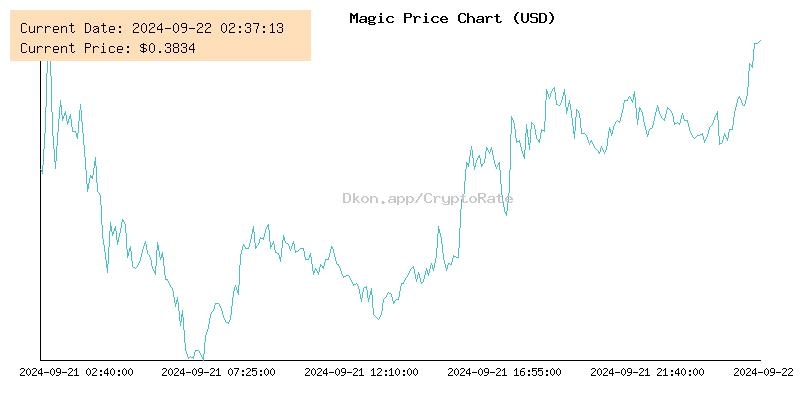 Magic Price Chart (USD)
Current Date: 2024-09-22 02:37:13
Current Price: $0.3834
Dkon.app/CryptoRate
2024-09-21 02:40:00 2024-09-21 07:25:00 2024-09-21 12:10:00 2024-09-21 16:55:00 2024-09-21 21:40:00 2024-09-22